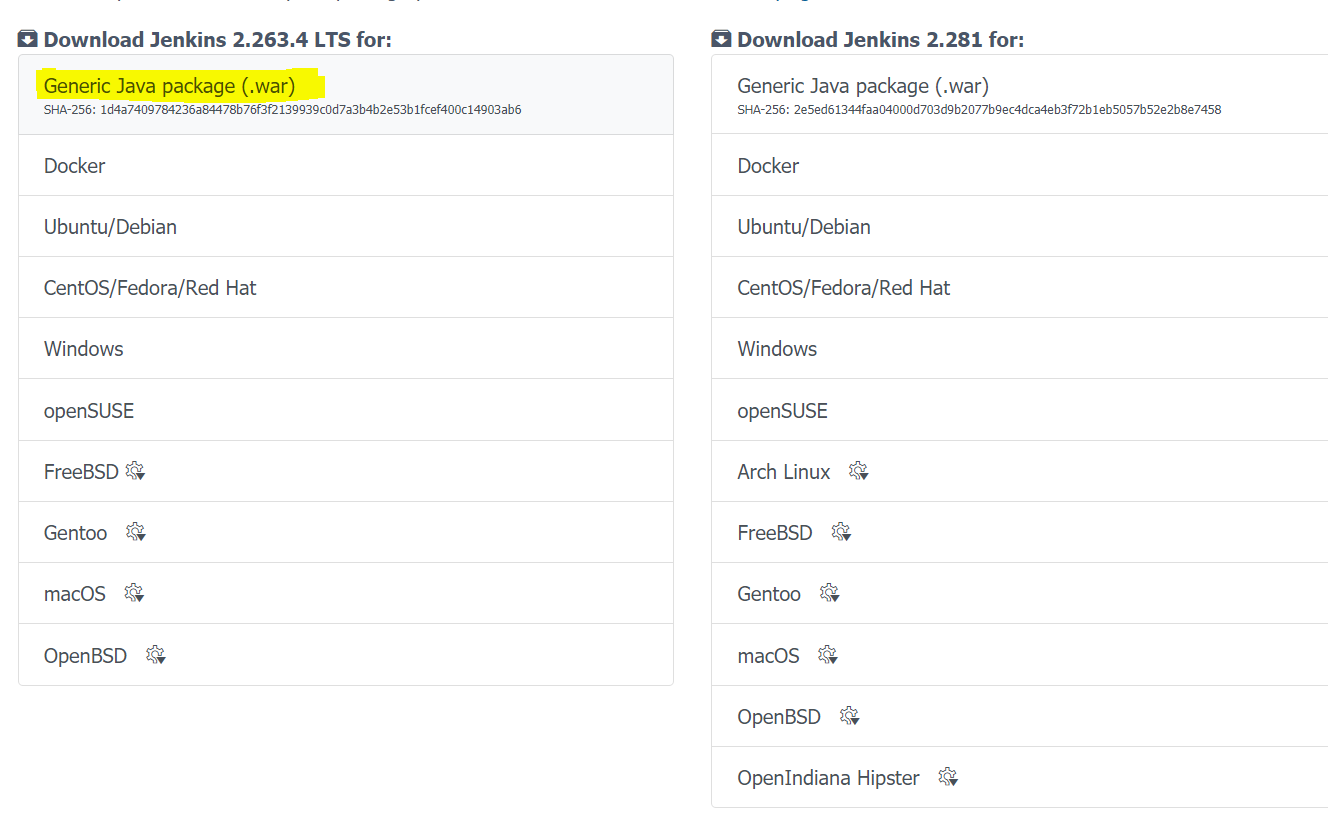 Download Jenkins 2.263.4 LTS for:
Generic Java package (.war)
SHA-256: 1d4a7409784236a84478b76f3f2139939c0d7a3b4b2e53b1fcef400c14903ab6
Docker
Ubuntu/Debian
CentOS/Fedora/Red Hat
Windows
openSUSE
FreeBSD
Gentoo
macOS
OpenBSD
Download Jenkins 2.281 for:
Generic Java package (.war)
SHA-256: 2e5ed61344faa04000d703d9b2077b9ec4dca4eb3f72b1eb5057b52e2b8e7458
Docker
Ubuntu/Debian
CentOS/Fedora/Red Hat
Windows
openSUSE
Arch Linux
FreeBSD
Gentoo
macOS
OpenBSD
OpenIndiana Hipster